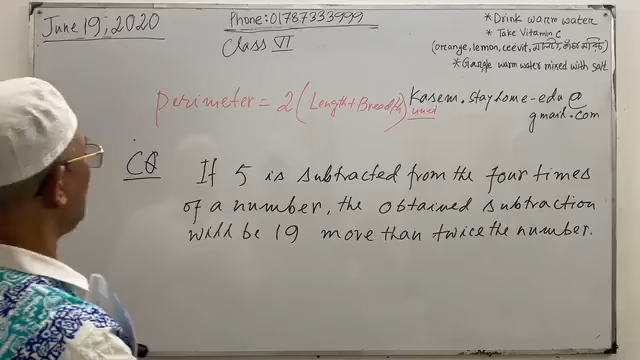 June 19, 2020
Phone: 01787333999
Class VI
* Drink warm water
* Take Vitamin C
(orange, lemon, ceevit,
* Gargle warm water mixed with salt
Perimeter = 2 (Length + Breadth) unit
Kasem.stayhome-edu@
gmail.com
CQ
If 5 is subtracted from the four times
of a number, the obtained subtraction
will be 19 more than twice the number.